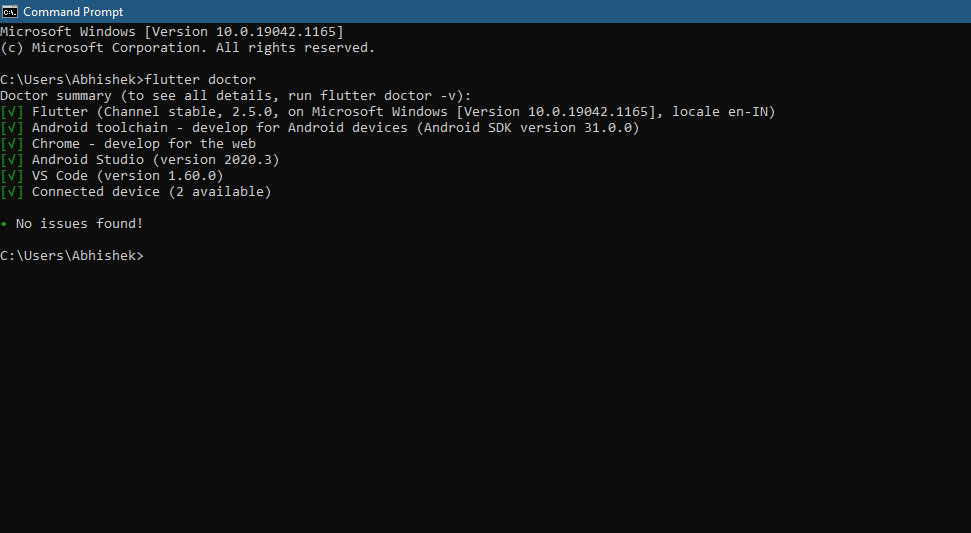 Command Prompt
Microsoft Windows [Version 10.0.19042.1165]
(c) Microsoft Corporation. All rights reserved.
C:\Users\Abhishek>flutter doctor
Doctor summary (to see all details, run flutter doctor -v):
[√] Flutter (Channel stable, 2.5.0, on Microsoft Windows [Version 10.0.19042.1165], locale en-IN)
[√] Android toolchain - develop for Android devices (Android SDK version 31.0.0)
[√] Chrome - develop for the web
[√] Android Studio (version 2020.3)
[√] VS Code (version 1.60.0)
[√] Connected device (2 available)
• No issues found!
C:\Users\Abhishek>